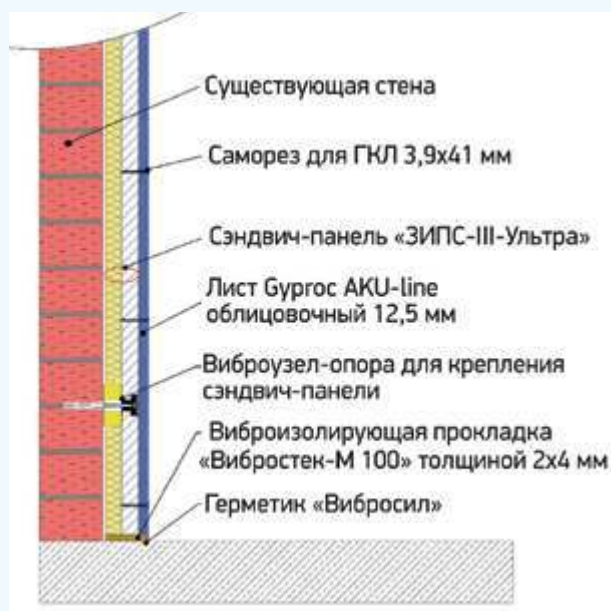 Существующая стена
Саморез для ГКЛ 3,9х41 мм
Сэндвич-панель «ЗИПС-III-Ультра»
Лист Gyproc AKU-line
облицовочный 12,5 мм
Виброузел-опора для крепления
сэндвич-панели
Виброизолирующая прокладка
«Вибростек-М 100» толщиной 2х4 мм
Герметик «Вибросил»